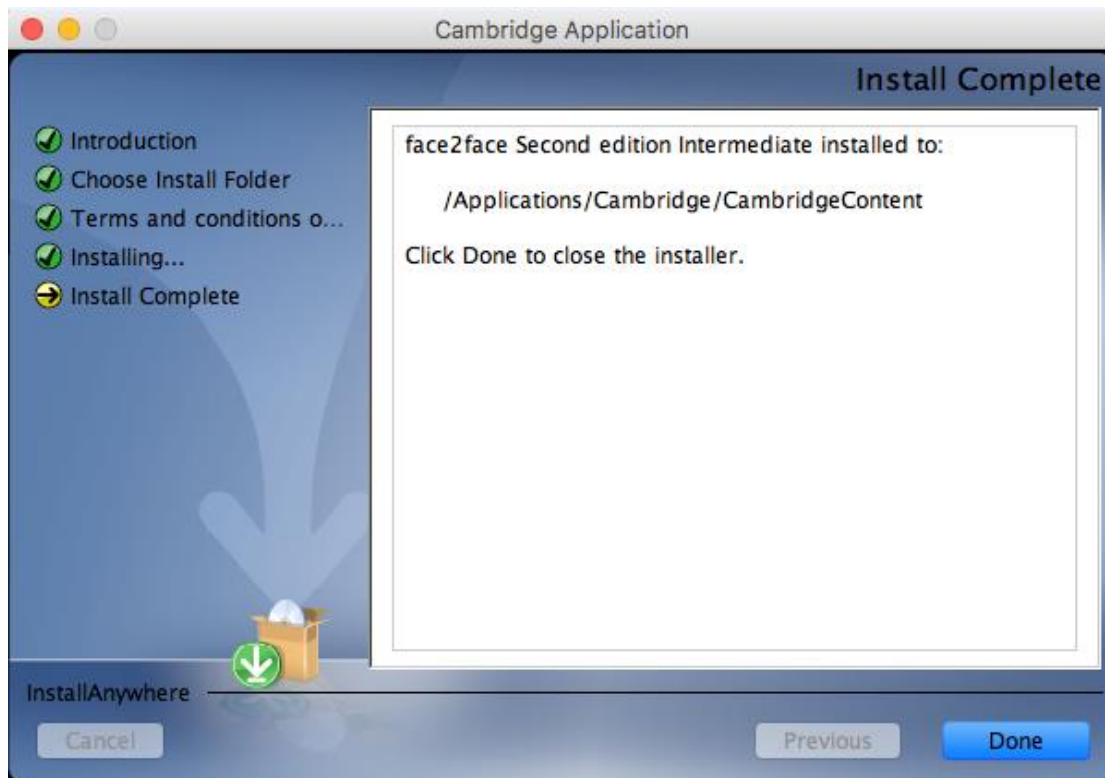 Cambridge Application
Install Complete
Introduction
Choose Install Folder
Terms and conditions o...
Installing...
Install Complete
face2face Second edition Intermediate installed to:
/Applications/Cambridge/CambridgeContent
Click Done to close the installer.
InstallAnywhere
Cancel
Previous
Done